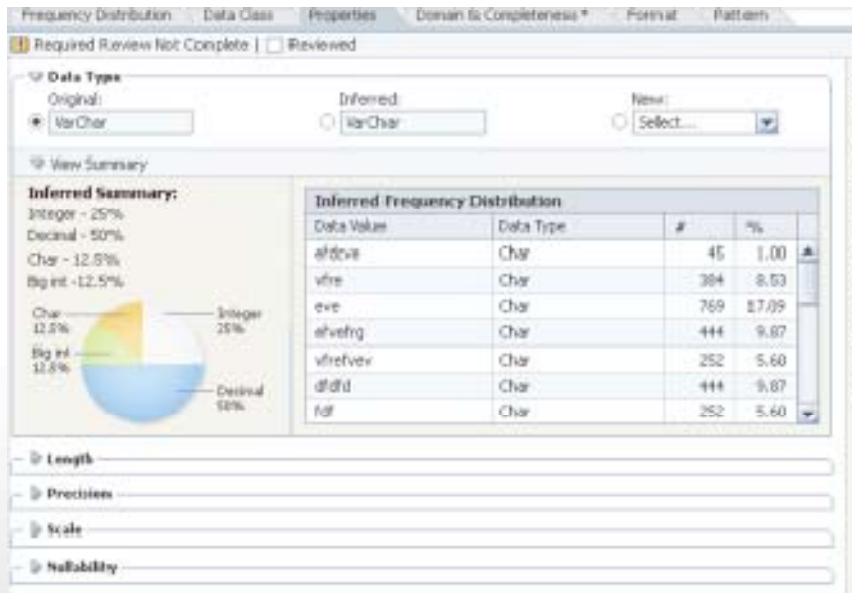 Frequency Distribution Data Class Properties Domain & Completeness * Format Pattern
Required Review Not Complete | Reviewed
Data Type
Original: Inferred: New:
VarChar VarChar Select...
View Summary
Inferred Summary:
Integer - 25%
Decimal - 50%
Char - 12.5%
Big int -12.5%
Char
12.5%
Integer
25%
Big int
12.5%
Decimal
50%
Inferred Frequency Distribution
Data Value Data Type # %
Char 45 1.00
vfre Char 384 8.53
eve Char 769 17.09
efvefrg Char 444 9.87
vfrefvev Char 252 5.60
dfdfd Char 444 9.87
fdf Char 252 5.60
Length
Precision
Scale
Nullability